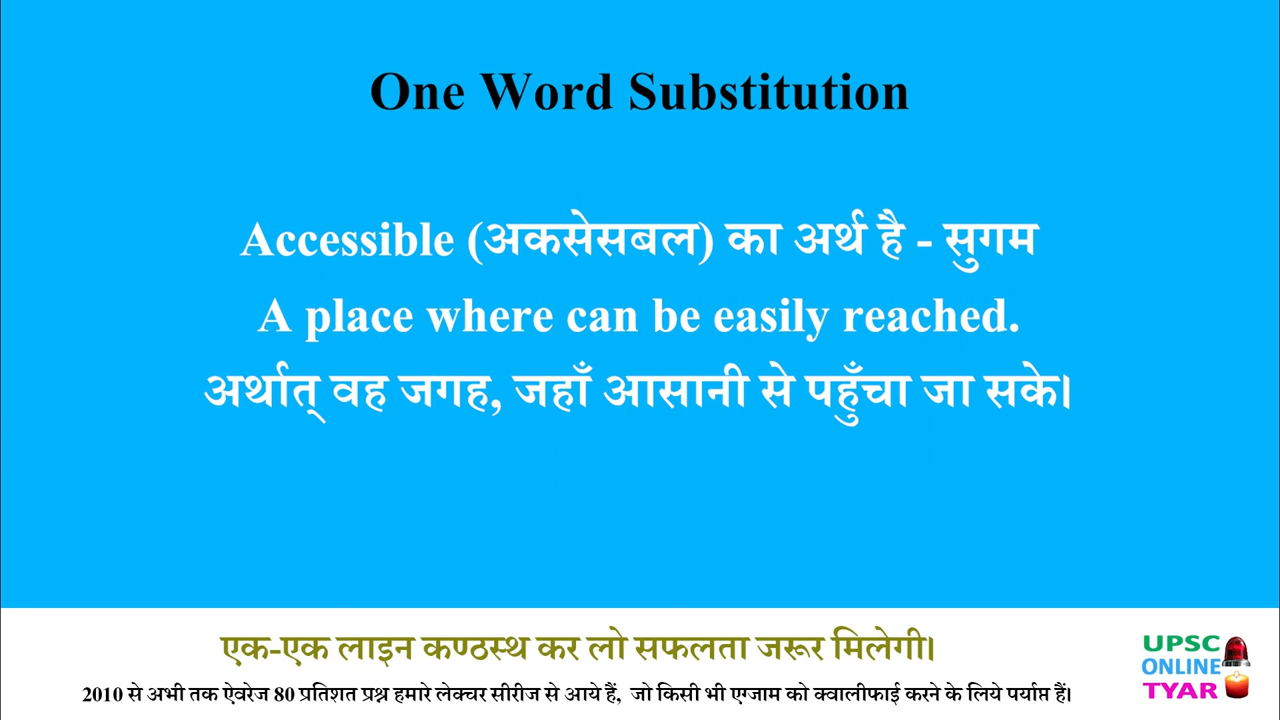 One Word Substitution
Accessible (अकसेसबल) का अर्थ है - सुगम
A place where can be easily reached.
अर्थात् वह जगह, जहाँ आसानी से पहुँचा जा सके।
एक-एक लाइन कण्ठस्थ कर लो सफलता जरूर मिलेगी।
2010 से अभी तक ऐवरेज 80 प्रतिशत प्रश्न हमारे लेक्चर सीरीज से आये हैं, जो किसी भी एग्जाम को क्वालीफाई करने के लिये पर्याप्त हैं।
UPSC
ONLINE
TYAR